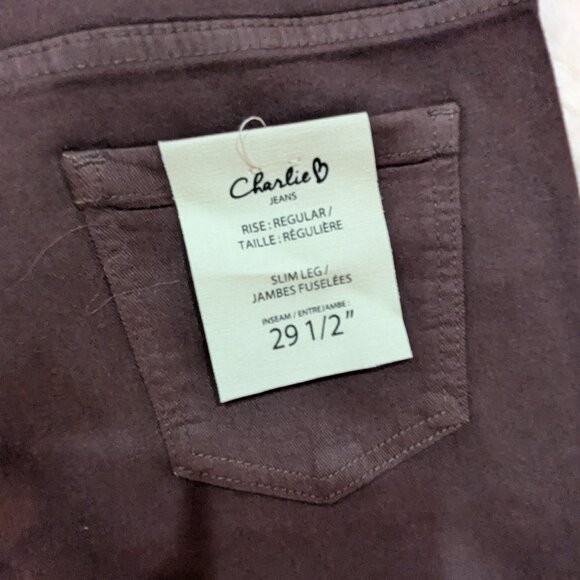 Charlie B
JEANS
RISE : REGULAR /
TAILLE : RÉGULIÈRE
SLIM LEG /
JAMBES FUSELÉES
INSEAM / ENTREJAMBE :
29 1/2"